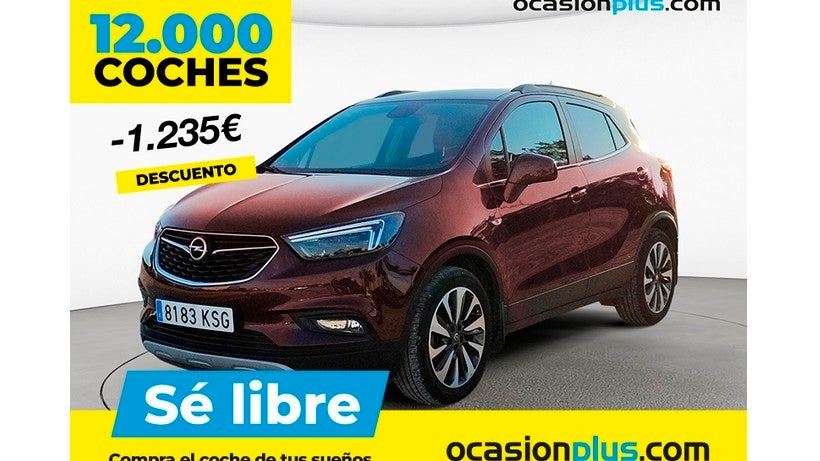 ocasionplus.com
12.000
COCHES
-1.235€
DESCUENTO
8183 KSG
Sé libre
Compra el coche de tus sueños
ocasionplus.com